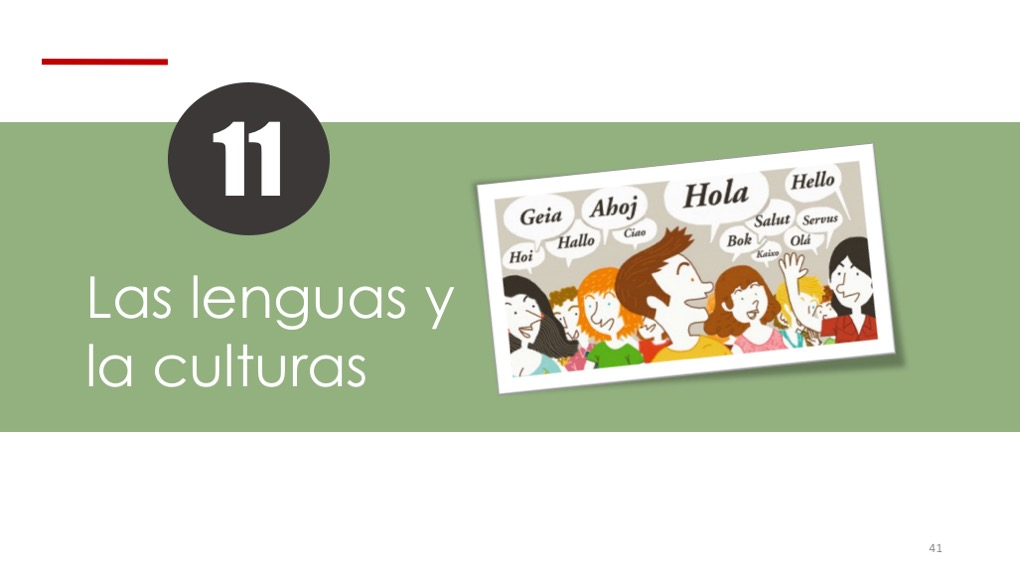 11
Las lenguas y
la culturas
Geia
Ahoj
Hola
Hello
Hoi
Hallo
Ciao
Bok
Salut
Servus
Kaixo
Olá
41